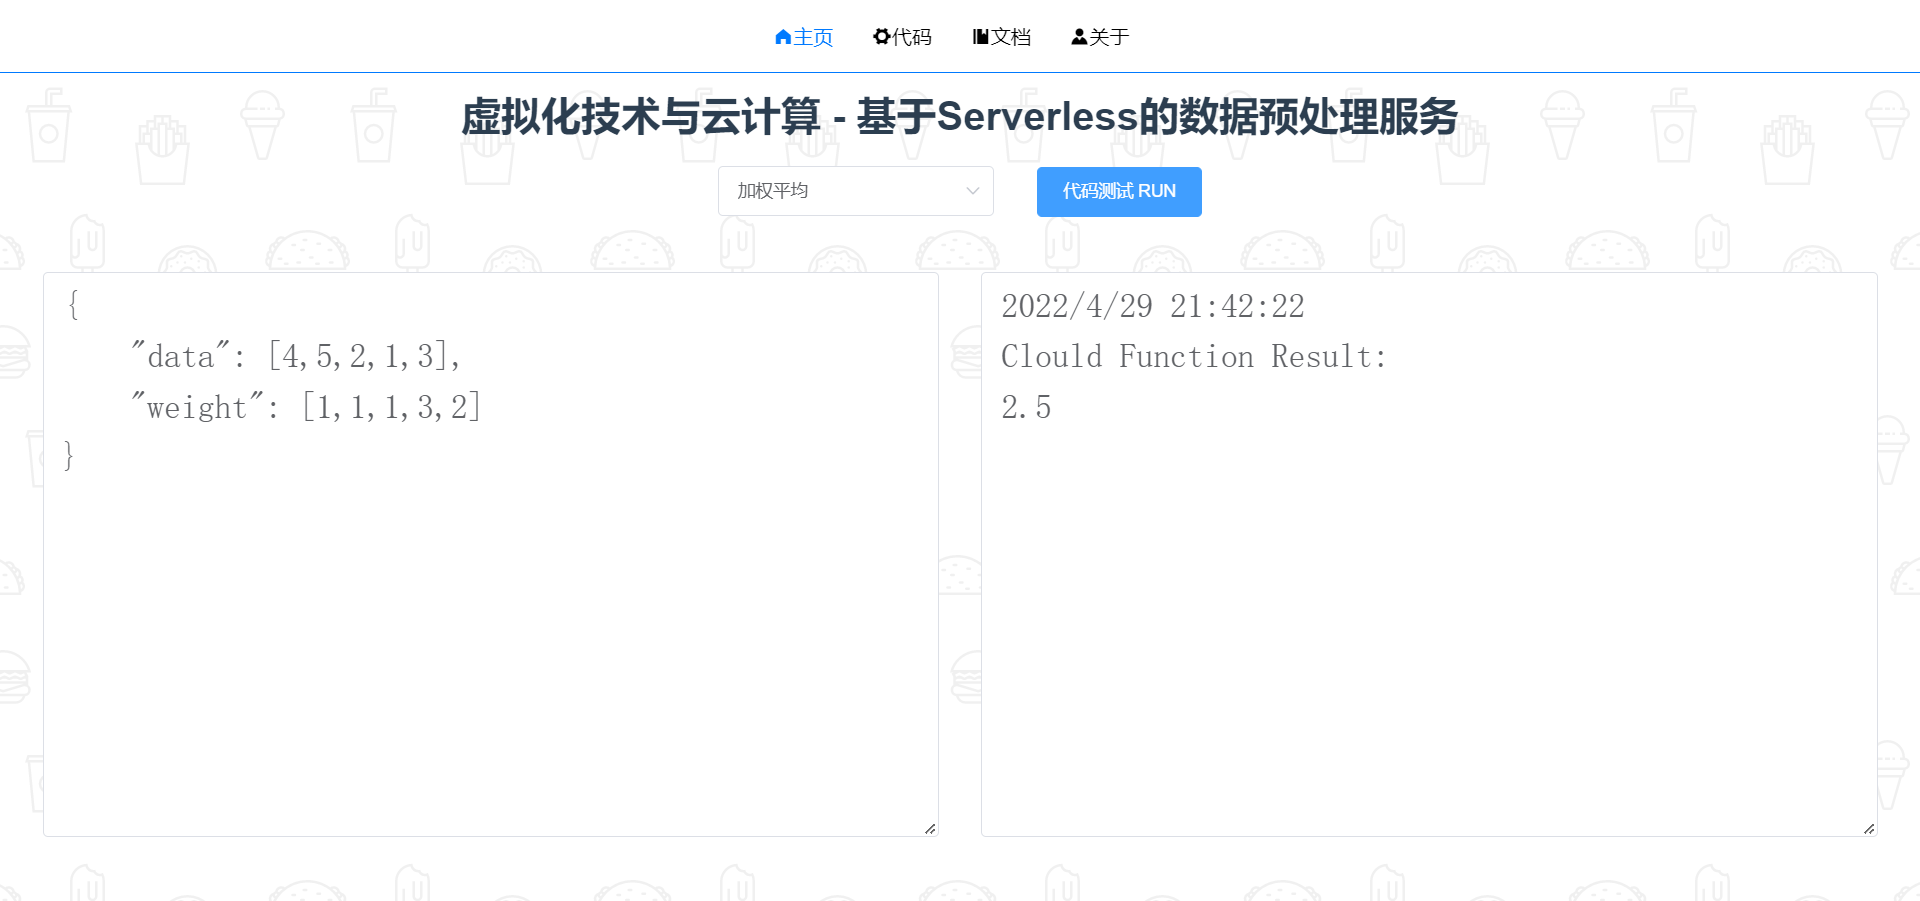 主页 代码 文档 关于
虚拟化技术与云计算 - 基于Serverless的数据预处理服务
加权平均 代码测试 RUN
{
"data": [4,5,2,1,3],
"weight": [1,1,1,3,2]
}
2022/4/29 21:42:22
Clould Function Result:
2.5